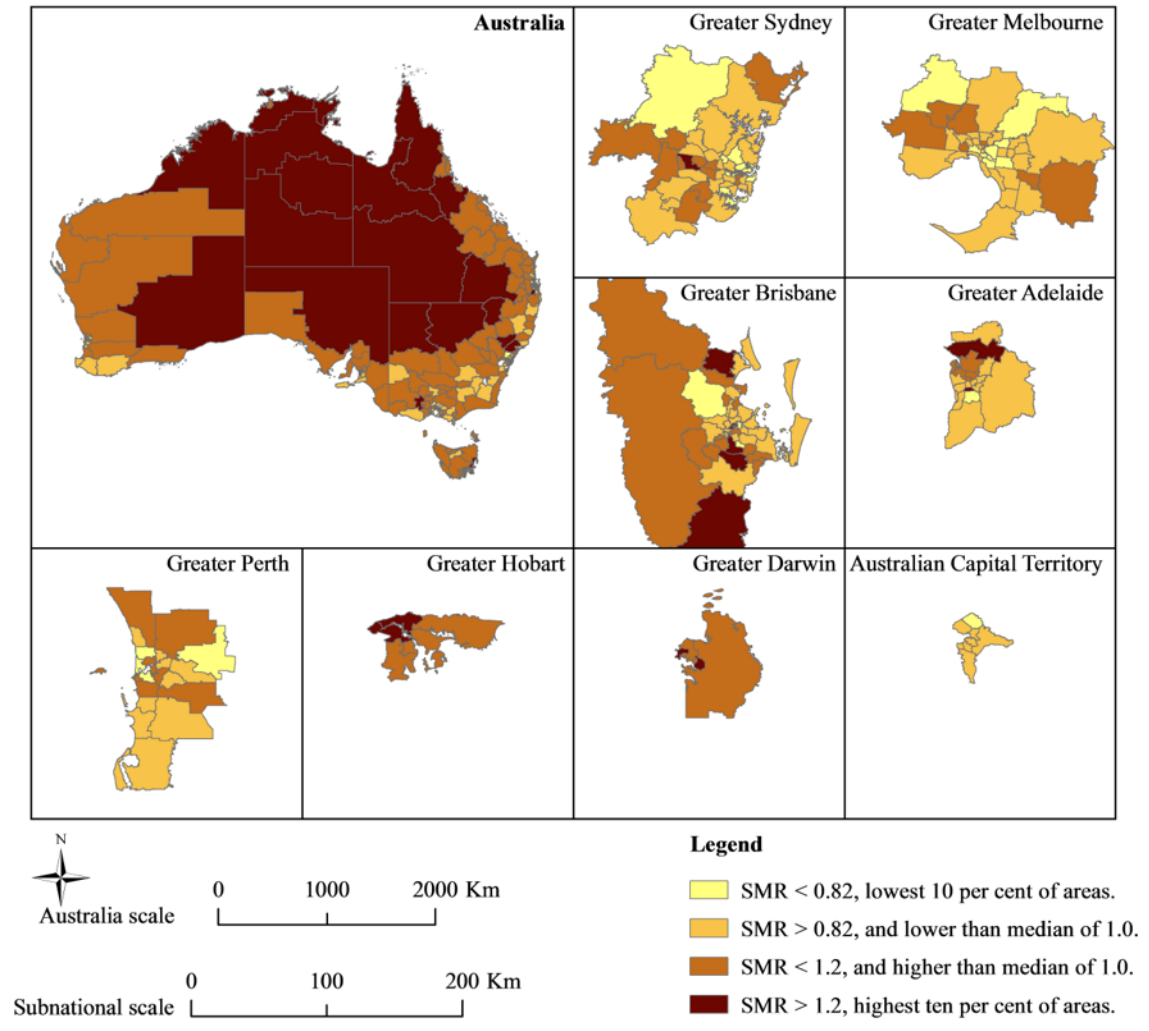 Australia
Greater Sydney
Greater Melbourne
Greater Brisbane
Greater Adelaide
Greater Perth
Greater Hobart
Greater Darwin
Australian Capital Territory
N
0 1000 2000 Km
Australia scale
0 100 200 Km
Subnational scale
Legend
SMR < 0.82, lowest 10 per cent of areas.
SMR > 0.82, and lower than median of 1.0.
SMR < 1.2, and higher than median of 1.0.
SMR > 1.2, highest ten per cent of areas.